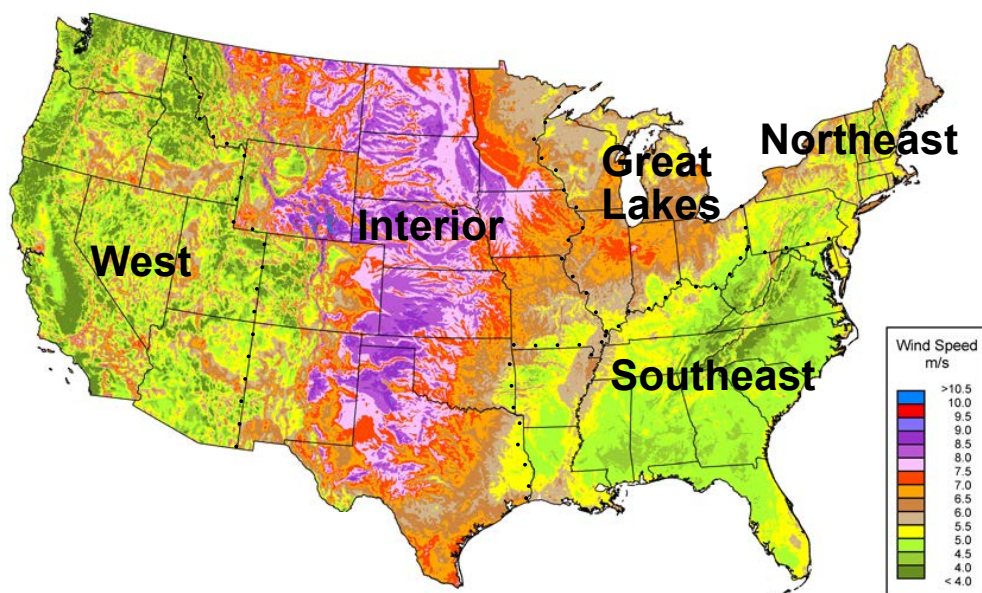 Northeast
Great
Lakes
Interior
West
Southeast
Wind Speed
m/s
>10.5
10.0
9.5
9.0
8.5
8.0
7.5
7.0
6.5
6.0
5.5
5.0
4.5
4.0
< 4.0